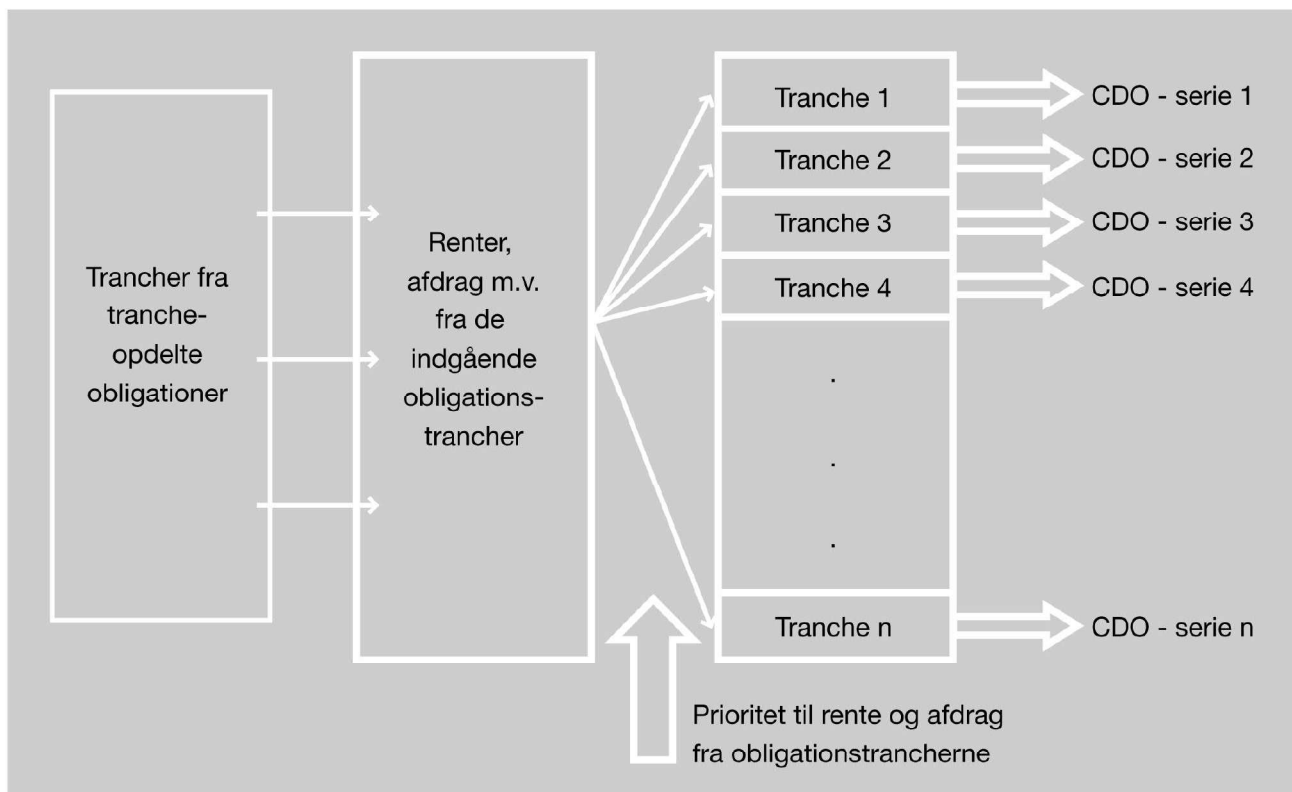 Trancher fra
tranche-
opdelte
obligationer
Renter,
afdrag m.v.
fra de
indgående
obligations-
trancher
Tranche 1
Tranche 2
Tranche 3
Tranche 4
.
.
.
Tranche n
CDO - serie 1
CDO - serie 2
CDO - serie 3
CDO - serie 4
CDO - serie n
Prioritet til rente og afdrag
fra obligationstrancherne